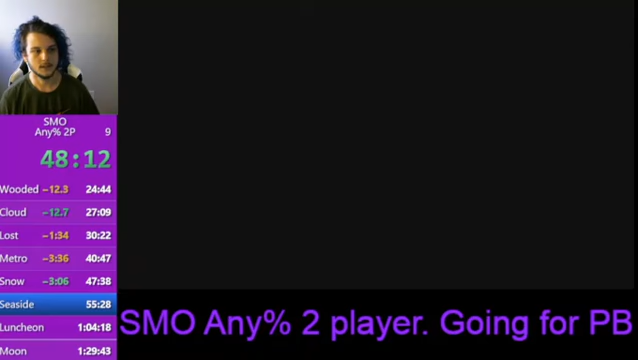 SMO
Any% 2P 9
48:12
Wooded -12.3 24:44
Cloud -12.7 27:09
Lost -1:34 30:22
Metro -3:36 40:47
Snow -3:06 47:38
Seaside 55:28
Luncheon 1:04:18
Moon 1:29:43
SMO Any% 2 player. Going for PB